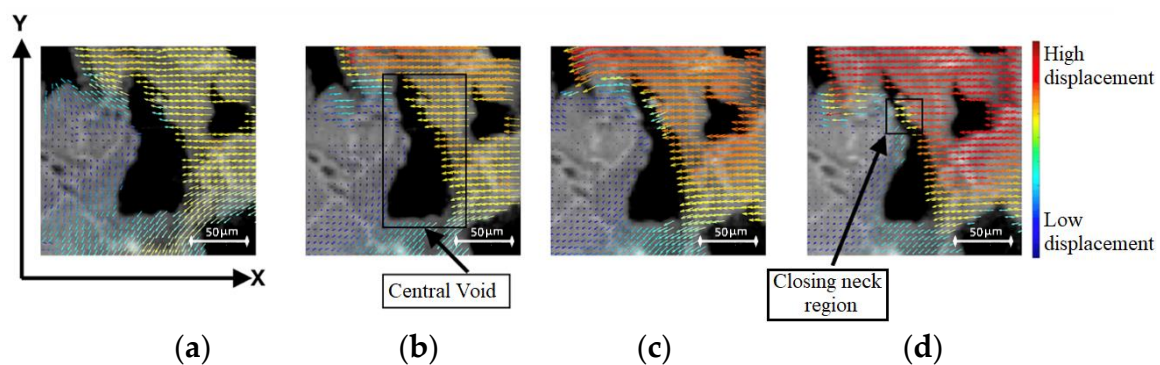 Y
X
50μm
50μm
50μm
50μm
Central Void
Closing neck
region
High
displacement
Low
displacement
(a)
(b)
(c)
(d)